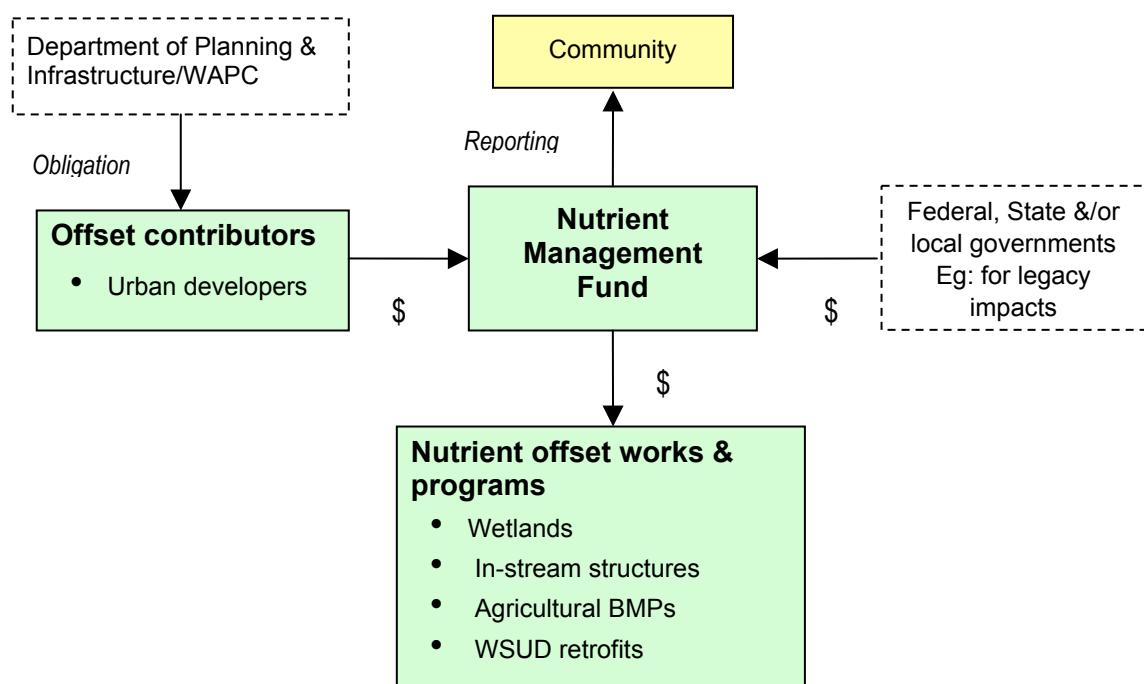 Department of Planning &
Infrastructure/WAPC
Community
Obligation
Reporting
Offset contributors
• Urban developers
$
Nutrient
Management
Fund
$
Federal, State &/or
local governments
Eg: for legacy
impacts
$
Nutrient offset works &
programs
• Wetlands
• In-stream structures
• Agricultural BMPs
• WSUD retrofits